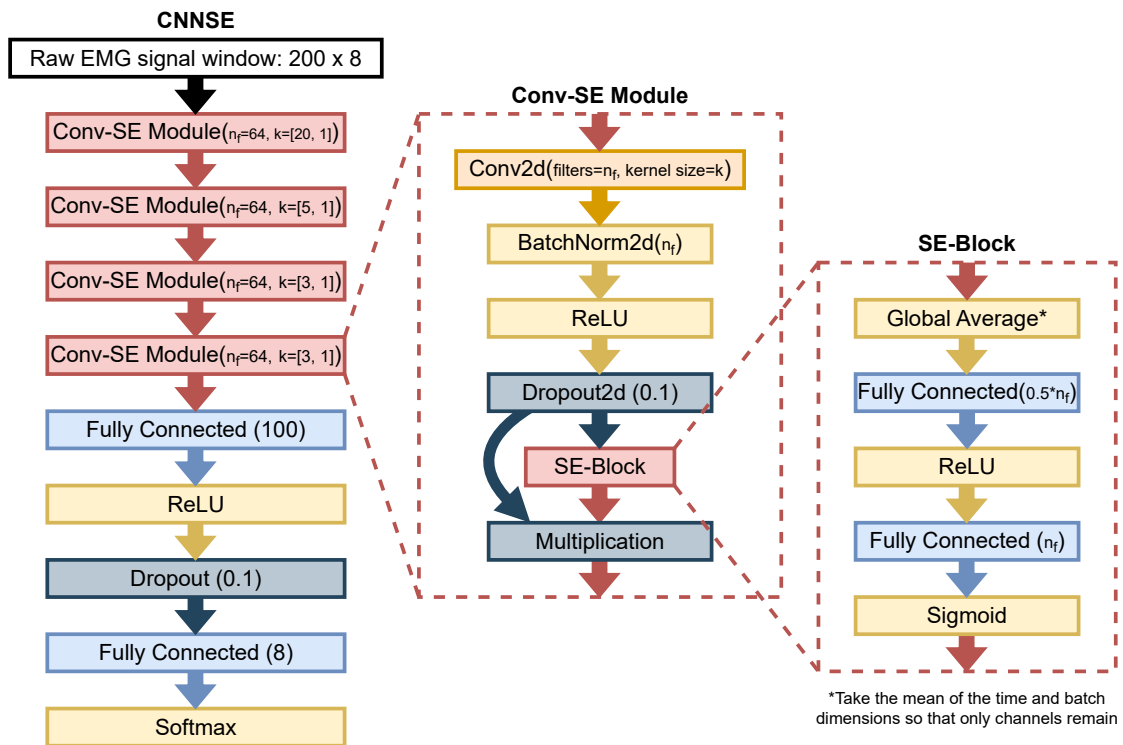 CNNSE
Raw EMG signal window: 200 x 8
Conv-SE Module(nf=64, k=[20, 1])
Conv-SE Module(nf=64, k=[5, 1])
Conv-SE Module(nf=64, k=[3, 1])
Conv-SE Module(nf=64, k=[3, 1])
Fully Connected (100)
ReLU
Dropout (0.1)
Fully Connected (8)
Softmax
Conv-SE Module
Conv2d(filters=nf, kernel size=k)
BatchNorm2d(nf)
ReLU
Dropout2d (0.1)
SE-Block
Multiplication
SE-Block
Global Average*
Fully Connected(0.5*nf)
ReLU
Fully Connected (nf)
Sigmoid
*Take the mean of the time and batch
dimensions so that only channels remain